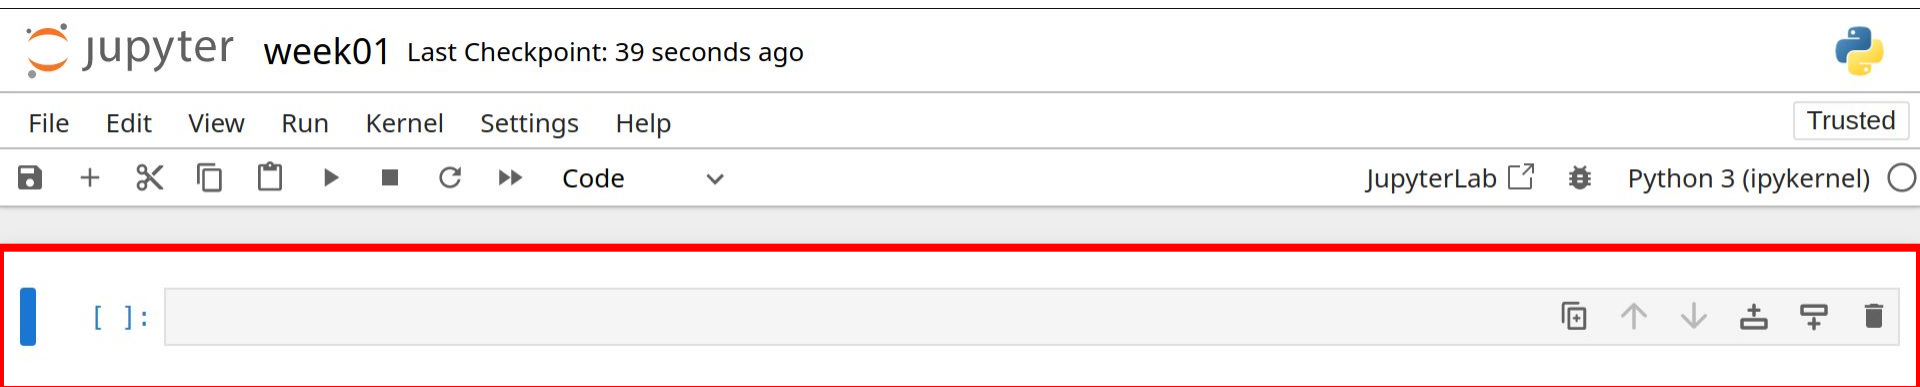 jupyter week01 Last Checkpoint: 39 seconds ago
File Edit View Run Kernel Settings Help Trusted
Code JupyterLab Python 3 (ipykernel)
[ ]: